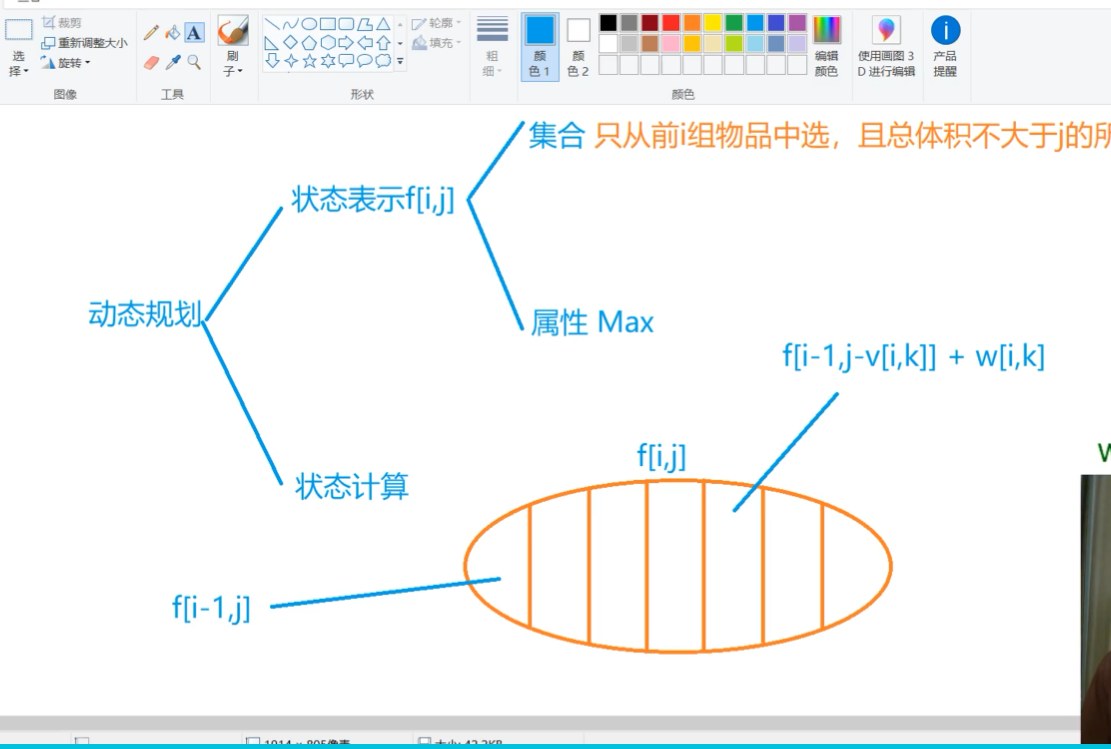 裁剪
重新调整大小
旋转
选
择
图像
A
工具
刷
子
形状
轮廓
填充
粗
细
颜
色 1
颜
色 2
颜色
编辑
颜色
使用画图 3
D 进行编辑
产品
提醒
集合 只从前i组物品中选，且总体积不大于j的所
状态表示f[i,j]
动态规划
属性 Max
f[i-1,j-v[i,k]] + w[i,k]
f[i,j]
状态计算
f[i-1,j]